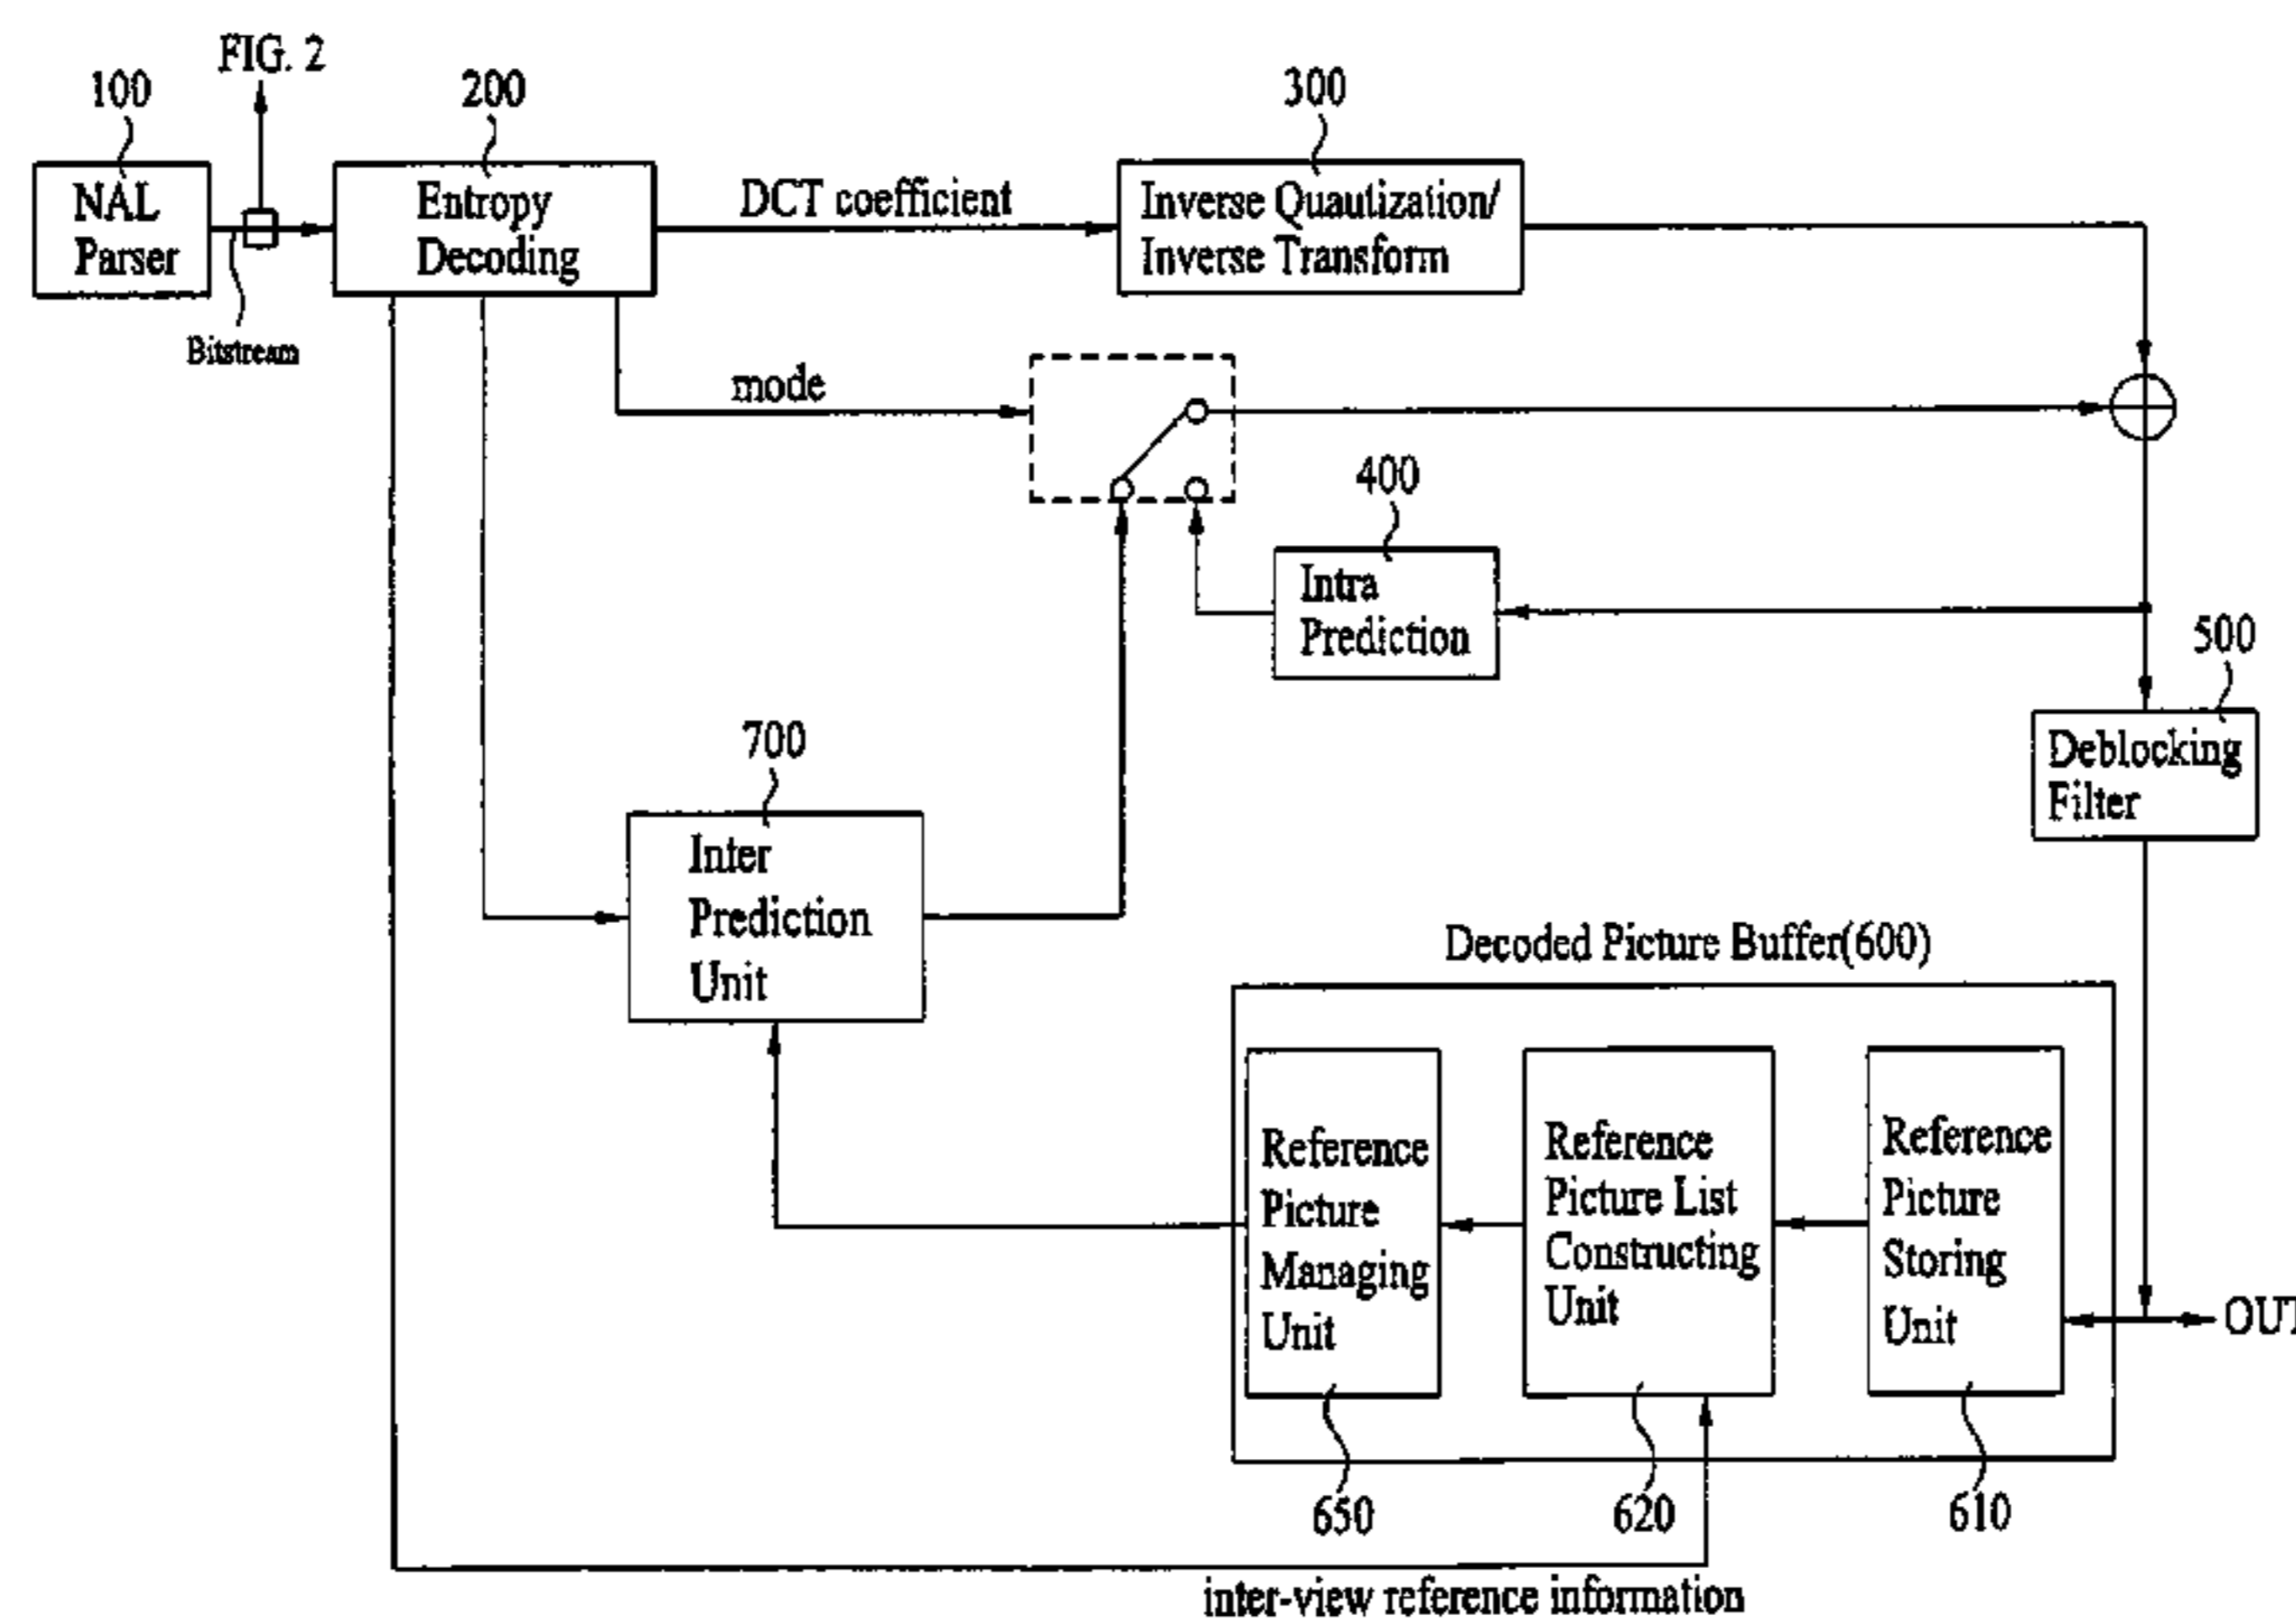 FIG. 2
100
200
300
NAL
Parser
Entropy
Decoding
DCT coefficient
Inverse Quautization/
Inverse Transform
Bitstream
mode
400
Intra
Prediction
500
Deblocking
Filter
700
Inter
Prediction
Unit
Decoded Picture Buffer(600)
Reference
Picture
Managing
Unit
Reference
Picture List
Constructing
Unit
Reference
Picture
Storing
Unit
OUT
650
620
610
inter-view reference information